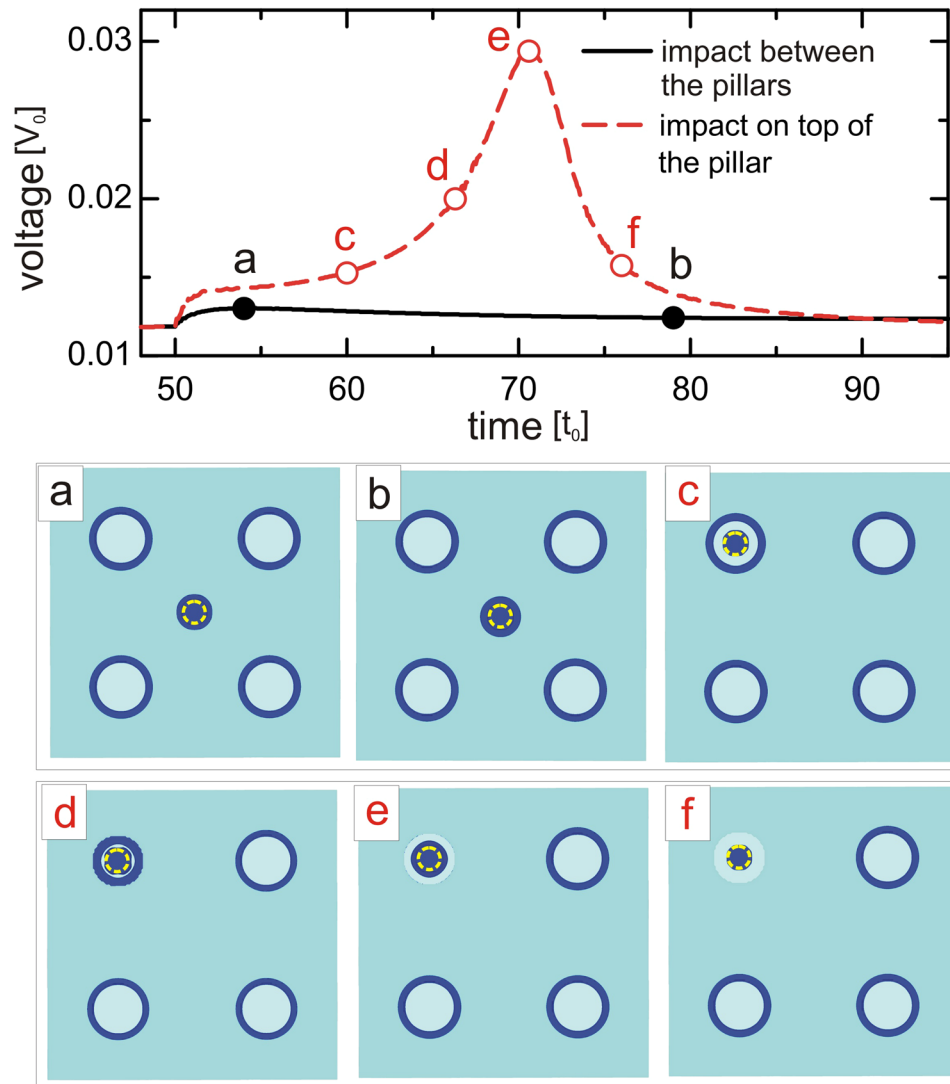 0.03
0.02
0.01
voltage [V₀]
e
d
c
a
f
b
impact between
the pillars
impact on top of
the pillar
50 60 70 80 90
time [t₀]
a
b
c
d
e
f